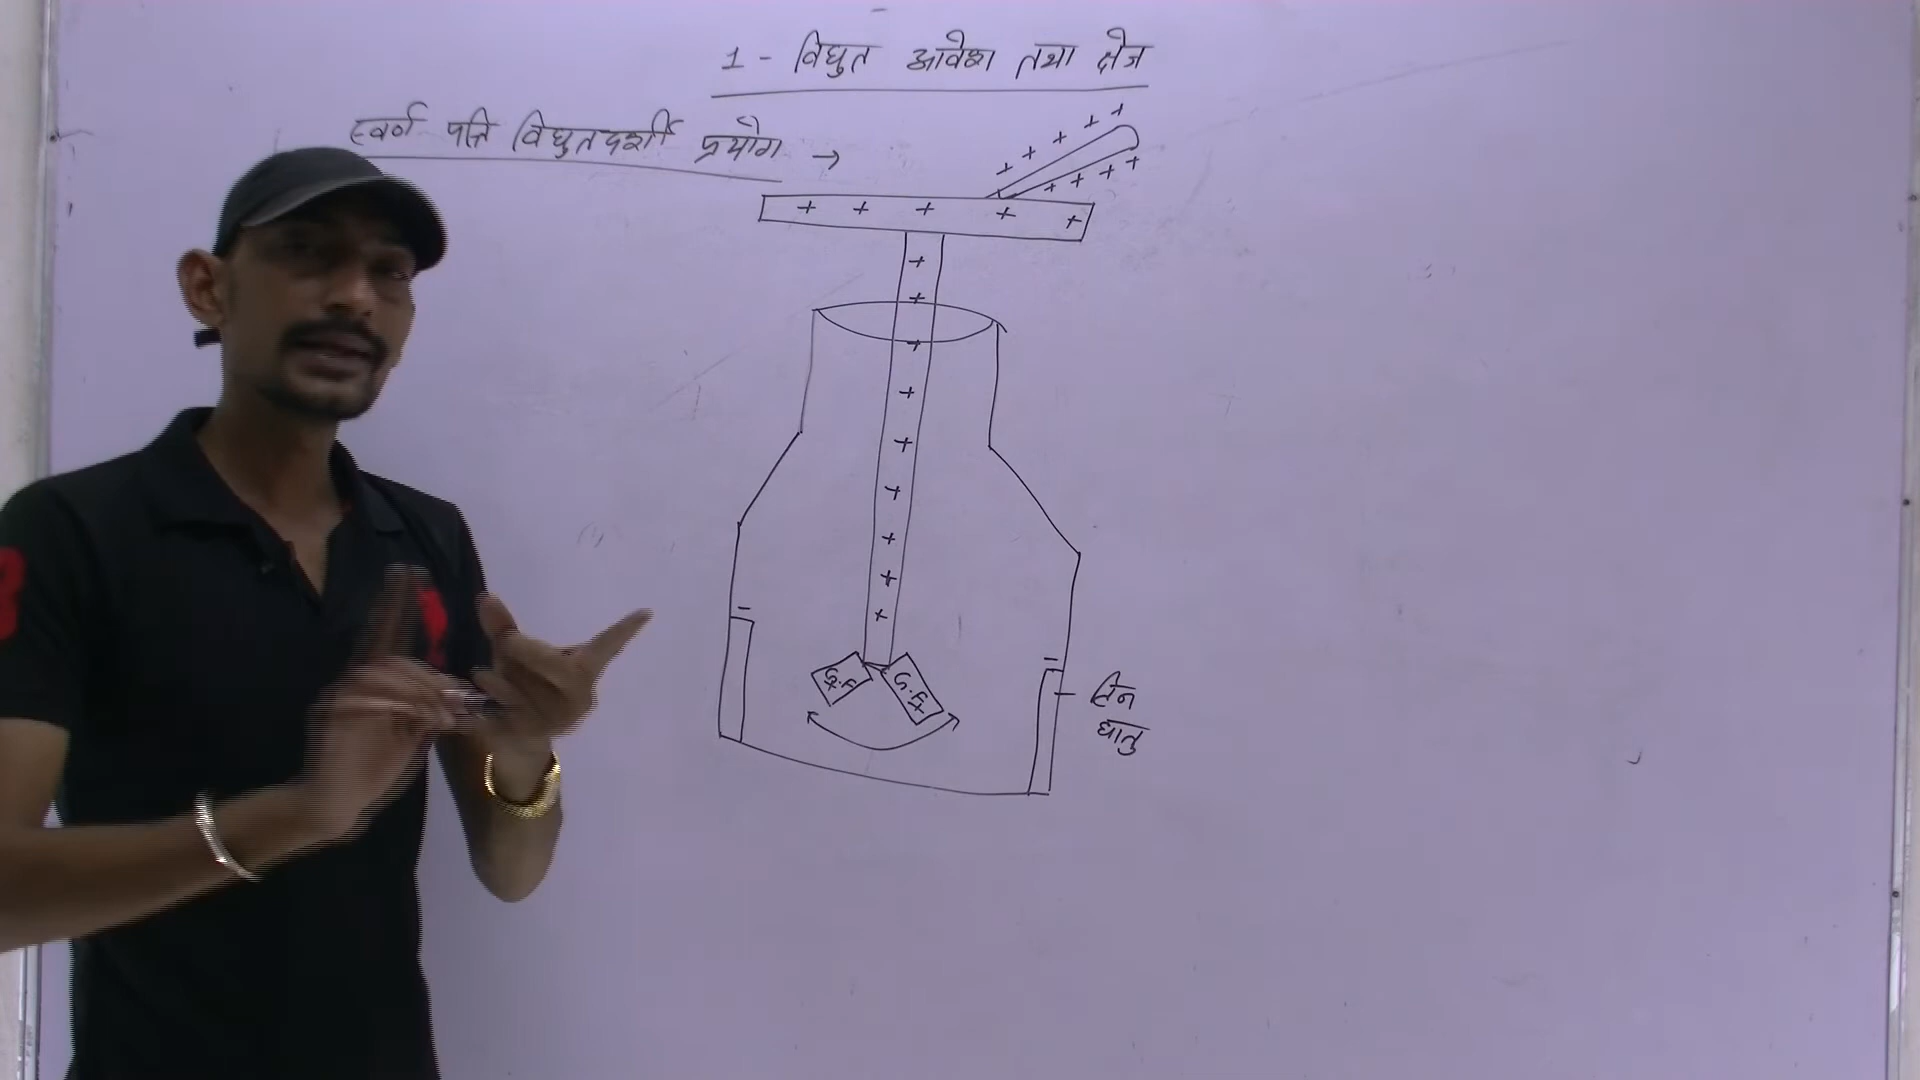 1 - विद्युत आवेश तथा क्षेत्र
स्वर्ण पत्ति विद्युतदर्शी प्रयोग →
+ + + + +
+ + + +
+ + + + +
+
+
+
+
+
+
+
+
+
- -
G.F G.F
टिन
धातु